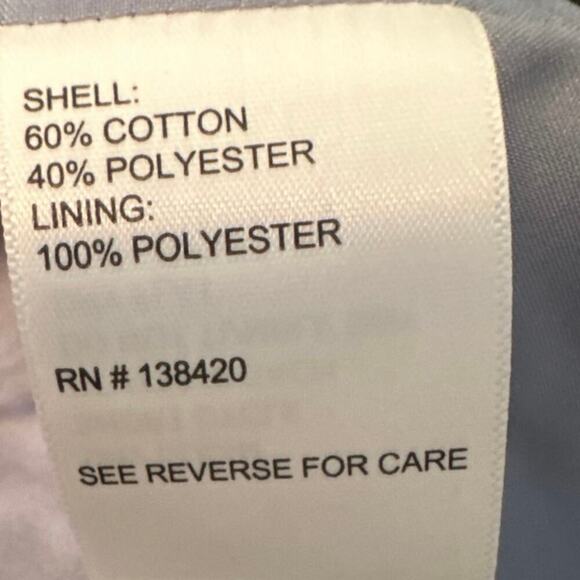 SHELL:
60% COTTON
40% POLYESTER
LINING:
100% POLYESTER
RN # 138420
SEE REVERSE FOR CARE